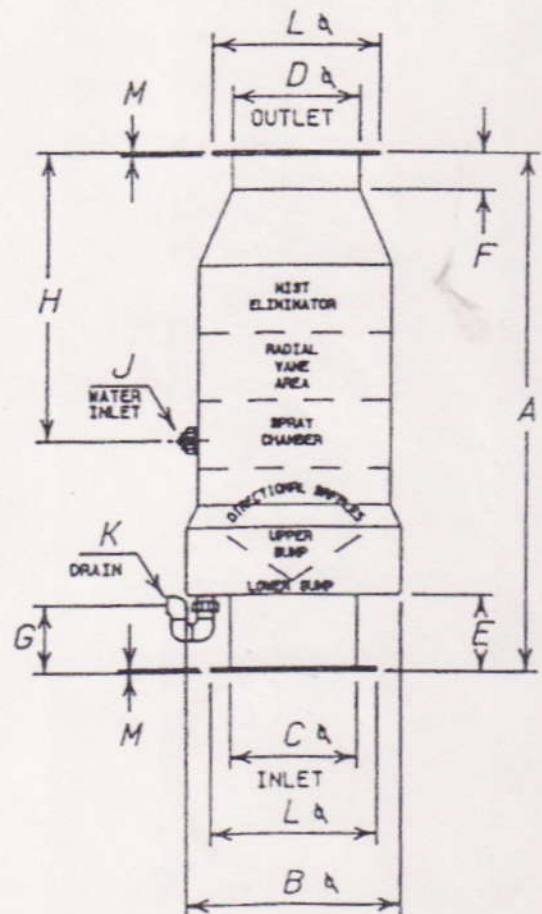 L ⌀
D ⌀
M
OUTLET
F
H
MIST
ELIMINATOR
RADIAL
VANE
AREA
J
WATER
INLET
A
SPRAY
CHAMBER
DIRECTIONAL BAFFLES
K
DRAIN
UPPER
SUMP
LOWER SUMP
G
E
M
C ⌀
INLET
L ⌀
B ⌀